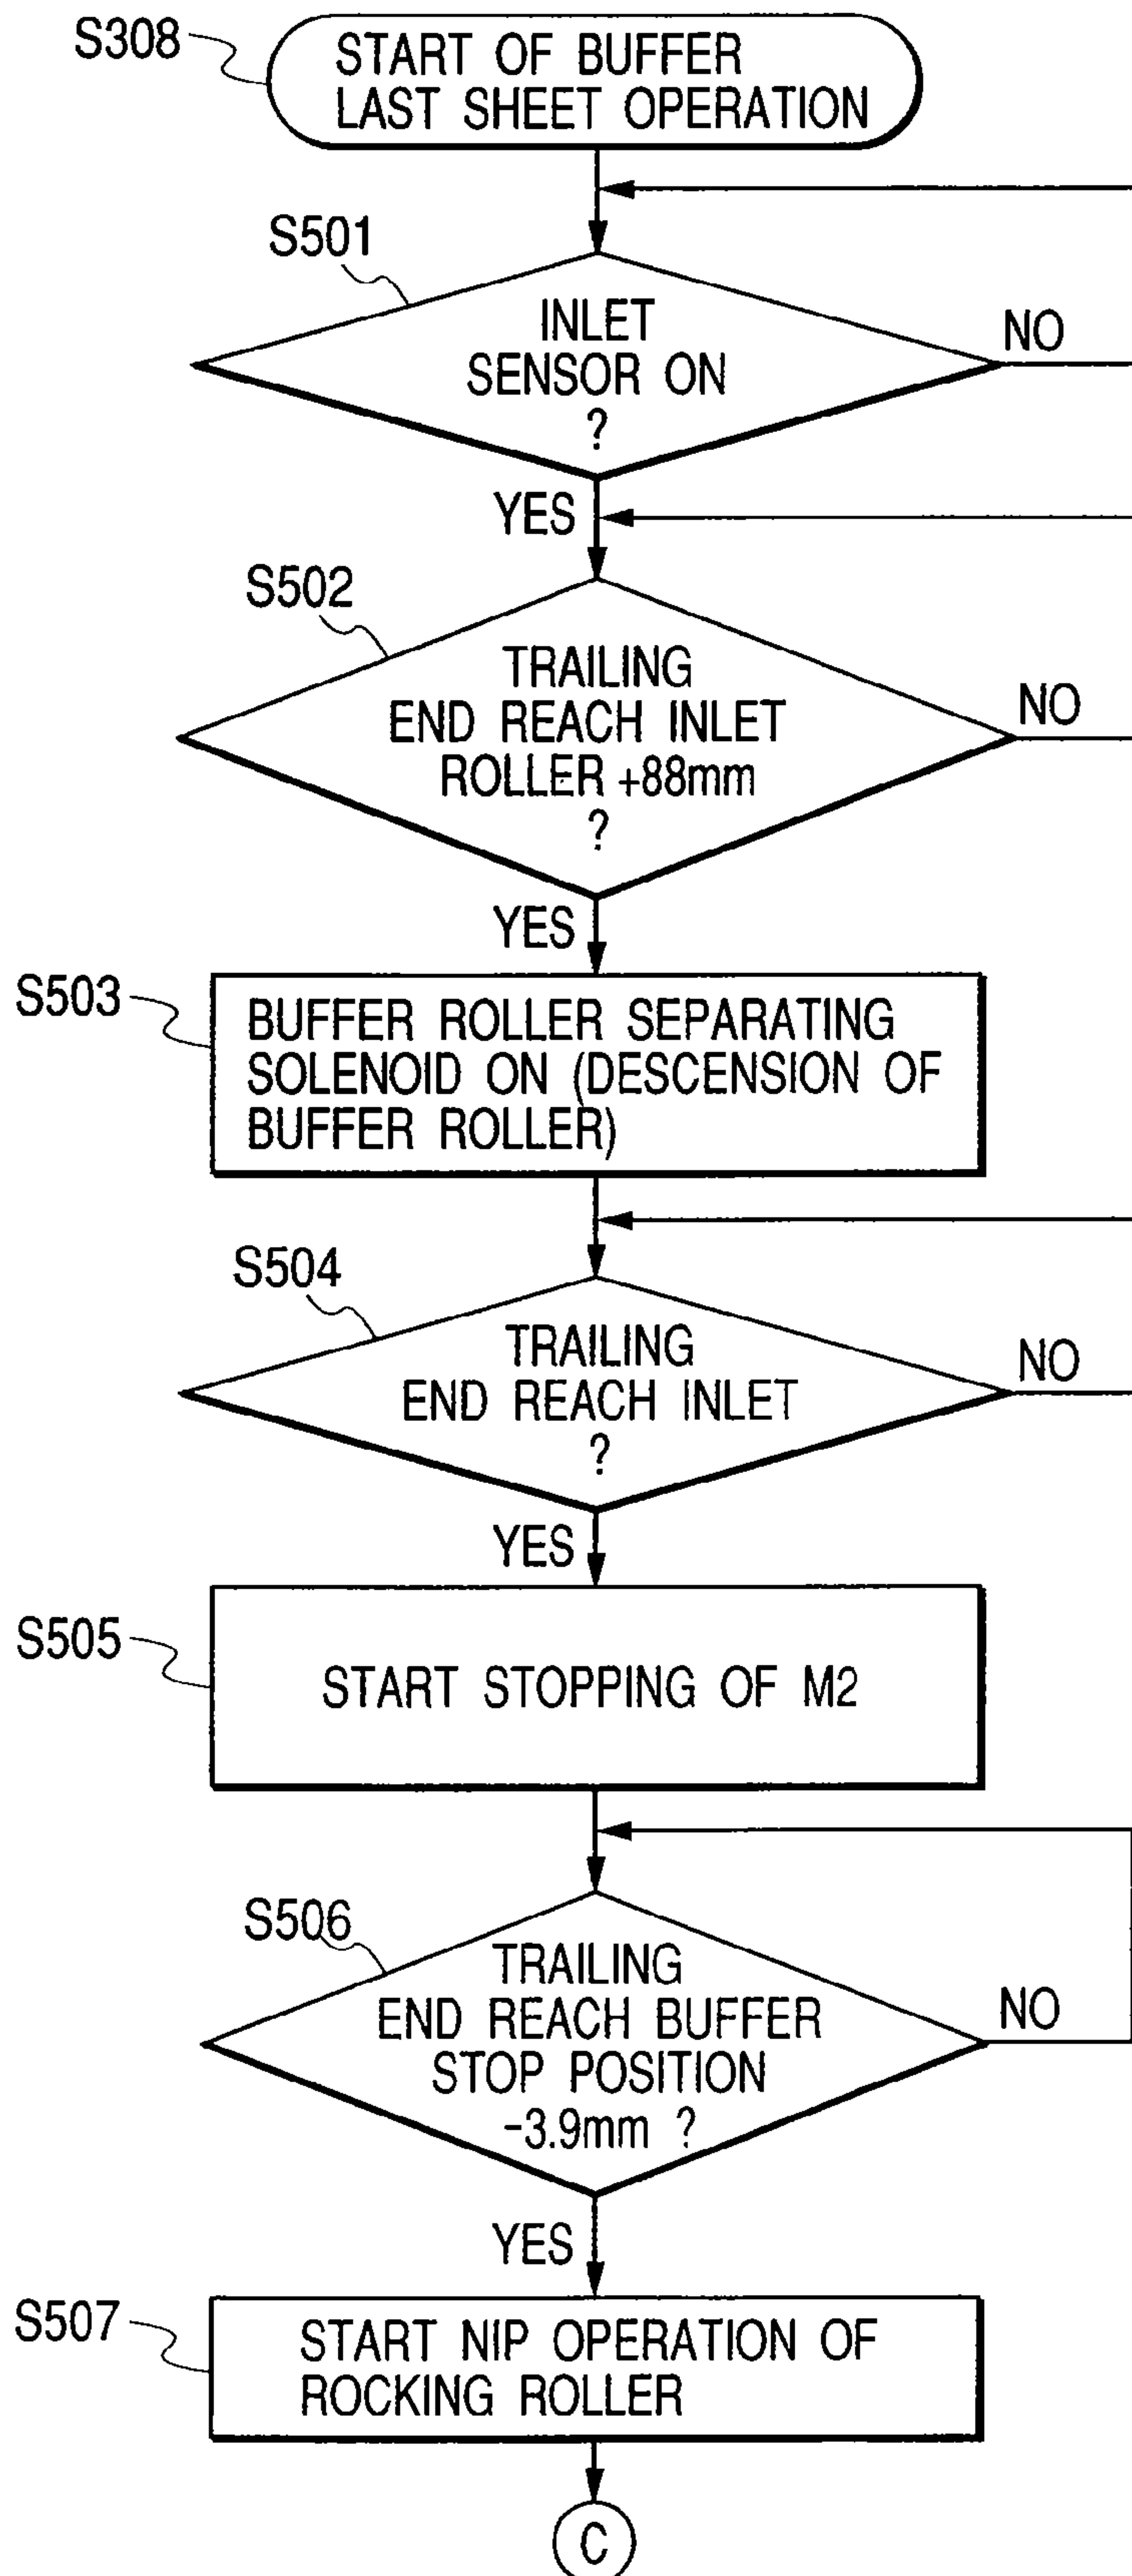 S308
START OF BUFFER
LAST SHEET OPERATION
S501
INLET
SENSOR ON
?
NO
YES
S502
TRAILING
END REACH INLET
ROLLER +88mm
?
NO
YES
S503
BUFFER ROLLER SEPARATING
SOLENOID ON (DESCENSION OF
BUFFER ROLLER)
S504
TRAILING
END REACH INLET
?
NO
YES
S505
START STOPPING OF M2
S506
TRAILING
END REACH BUFFER
STOP POSITION
-3.9mm ?
NO
YES
S507
START NIP OPERATION OF
ROCKING ROLLER
C